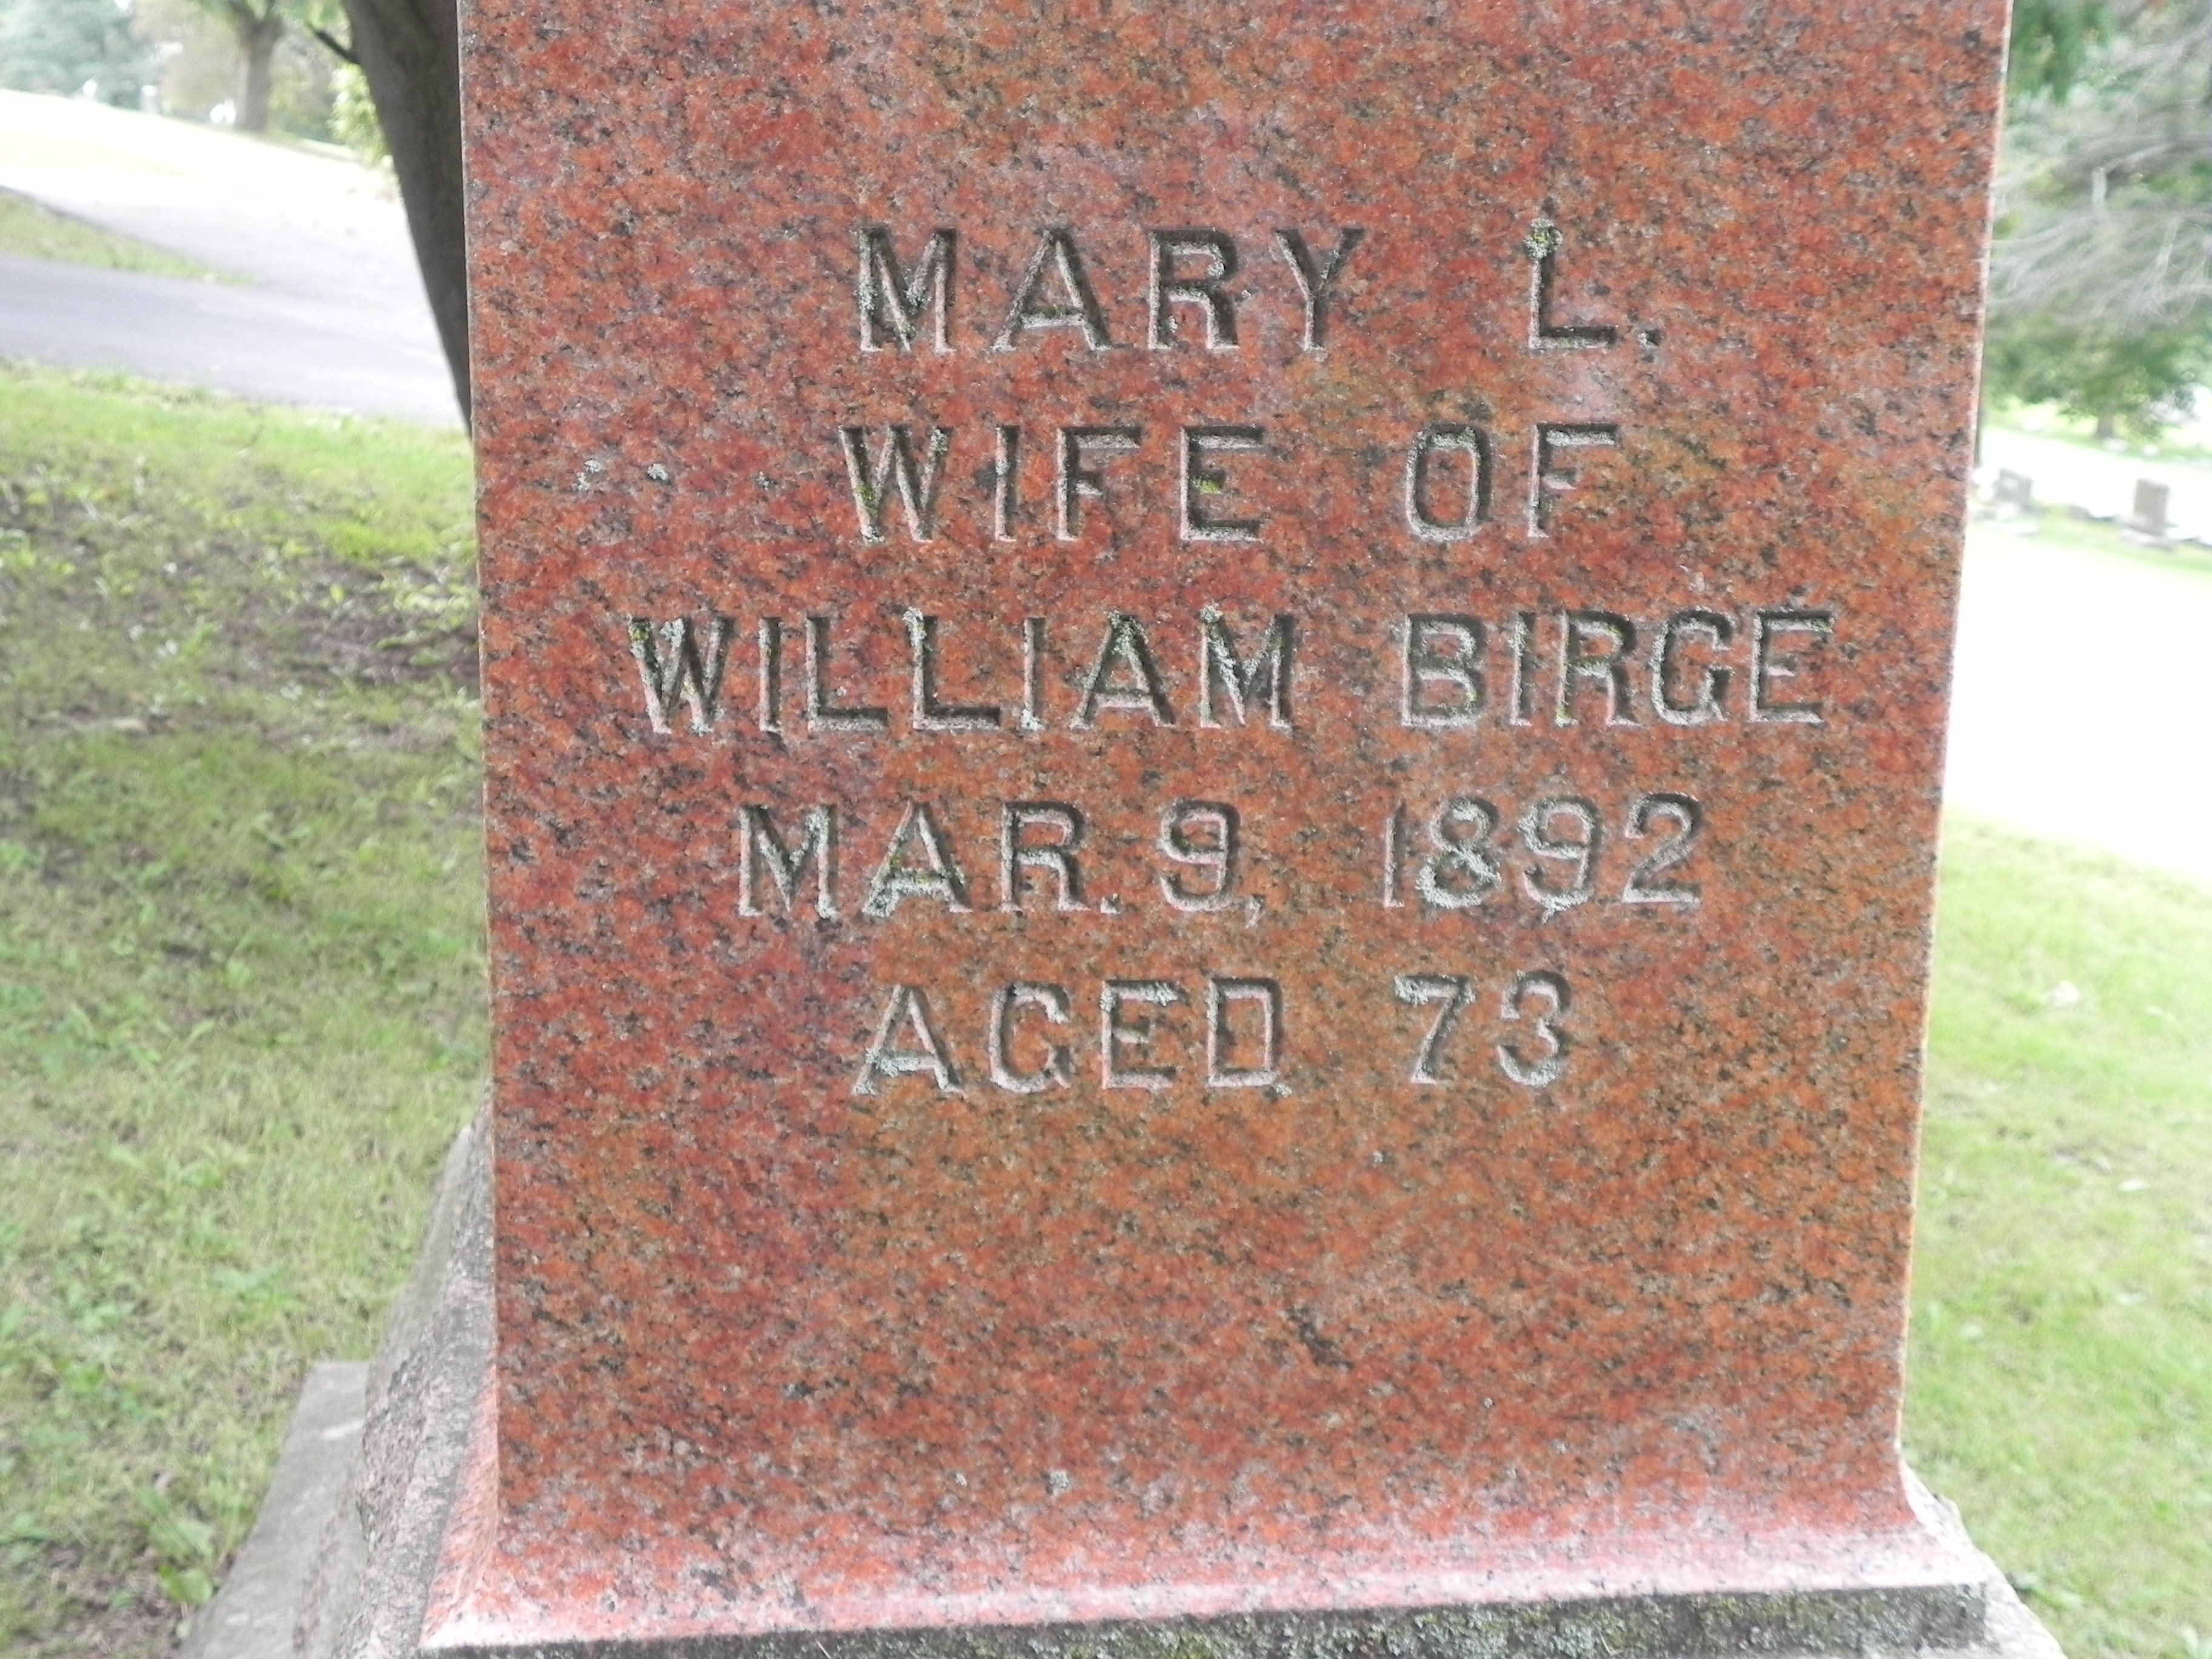 MARY L.
WIFE OF
WILLIAM BIRGE
MAR. 9, 1892
AGED 73